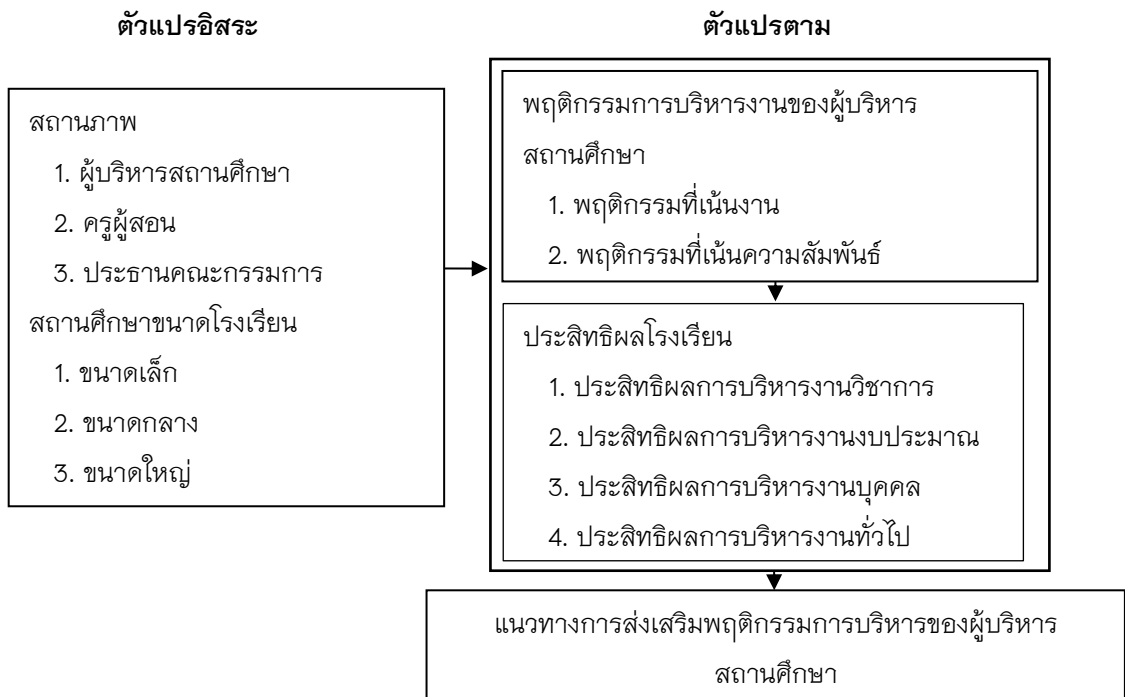 ตัวแปรอิสระ
ตัวแปรตาม
สถานภาพ
1. ผู้บริหารสถานศึกษา
2. ครูผู้สอน
3. ประธานคณะกรรมการ
สถานศึกษาขนาดโรงเรียน
1. ขนาดเล็ก
2. ขนาดกลาง
3. ขนาดใหญ่
พฤติกรรมการบริหารงานของผู้บริหาร
สถานศึกษา
1. พฤติกรรมที่เน้นงาน
2. พฤติกรรมที่เน้นความสัมพันธ์
ประสิทธิผลโรงเรียน
1. ประสิทธิผลการบริหารงานวิชาการ
2. ประสิทธิผลการบริหารงานงบประมาณ
3. ประสิทธิผลการบริหารงานบุคคล
4. ประสิทธิผลการบริหารงานทั่วไป
แนวทางการส่งเสริมพฤติกรรมการบริหารของผู้บริหาร
สถานศึกษา